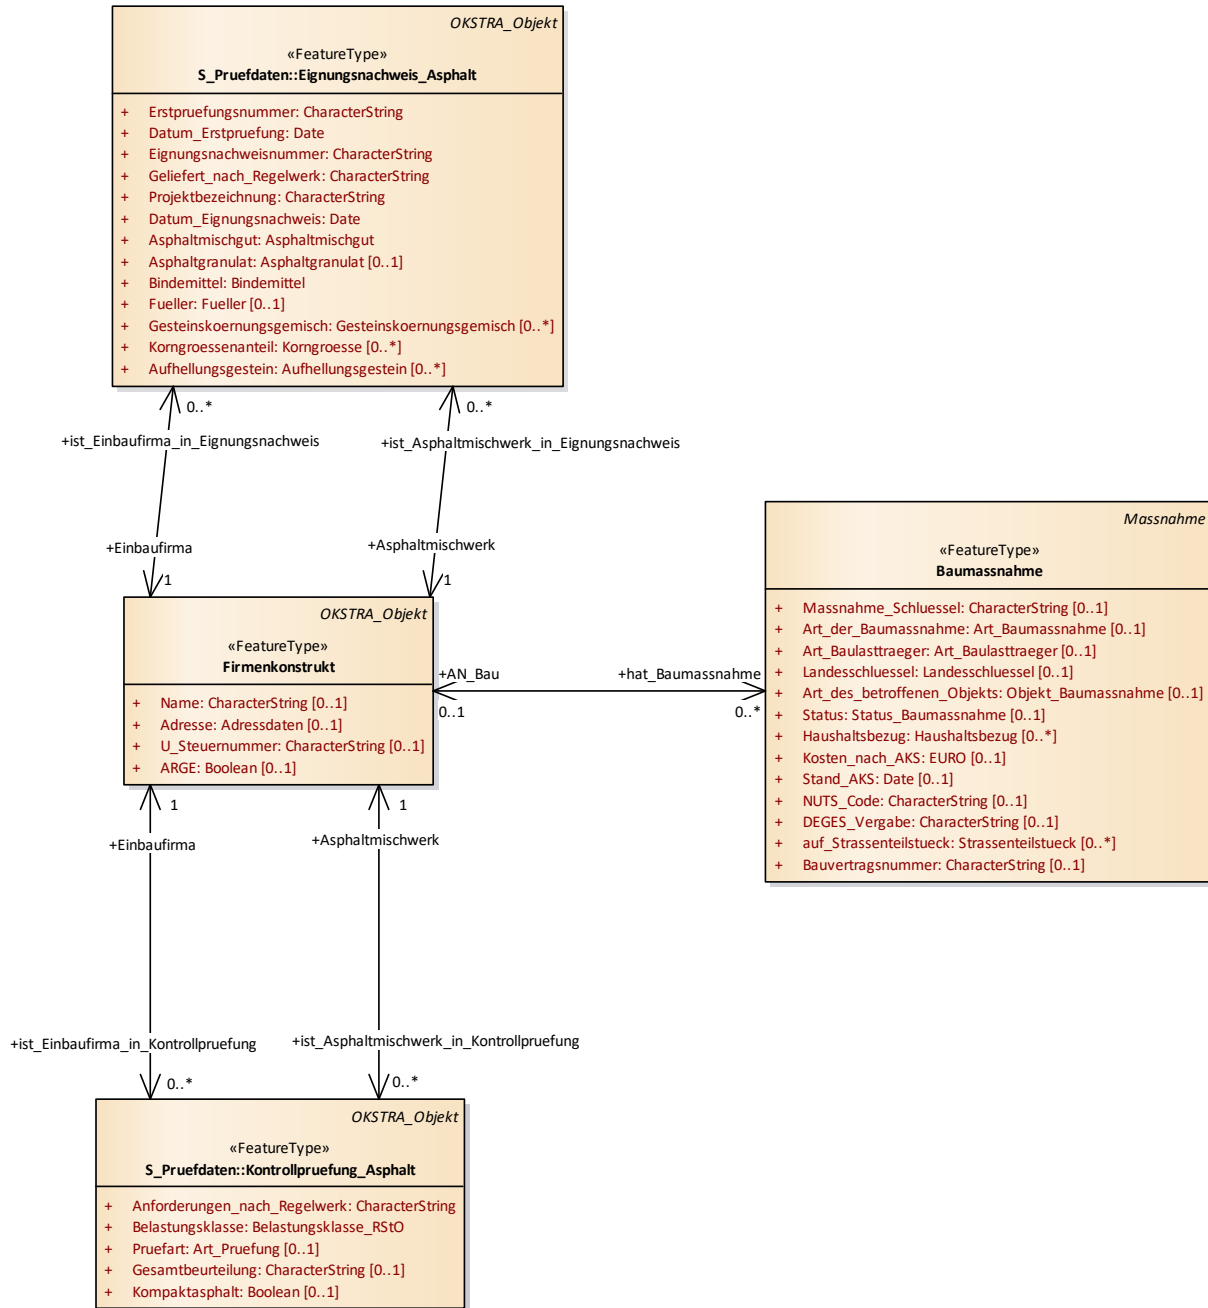 OKSTRA_Objekt
«FeatureType»
S_Pruefdaten::Eignungsnachweis_Asphalt
+ Erstpruefungsnummer: CharacterString
+ Datum_Erstpruefung: Date
+ Eignungsnachweisnummer: CharacterString
+ Geliefert_nach_Regelwerk: CharacterString
+ Projektbezeichnung: CharacterString
+ Datum_Eignungsnachweis: Date
+ Asphaltmischgut: Asphaltmischgut
+ Asphaltgranulat: Asphaltgranulat [0..1]
+ Bindemittel: Bindemittel
+ Fueller: Fueller [0..1]
+ Gesteinskoernungsgemisch: Gesteinskoernungsgemisch [0..*]
+ Korngroessenanteil: Korngroesse [0..*]
+ Aufhellungsgestein: Aufhellungsgestein [0..*]
0..*
0..*
+ist_Einbaufirma_in_Eignungsnachweis
+ist_Asphaltmischwerk_in_Eignungsnachweis
+Einbaufirma
+Asphaltmischwerk
1
1
OKSTRA_Objekt
«FeatureType»
Firmenkonstrukt
+ Name: CharacterString [0..1]
+ Adresse: Adressdaten [0..1]
+ U_Steuernummer: CharacterString [0..1]
+ ARGE: Boolean [0..1]
+AN_Bau
0..1
+hat_Baumassnahme
0..*
Massnahme
«FeatureType»
Baumassnahme
+ Massnahme_Schluessel: CharacterString [0..1]
+ Art_der_Baumassnahme: Art_Baumassnahme [0..1]
+ Art_Baulasttraeger: Art_Baulasttraeger [0..1]
+ Landesschluessel: Landesschluessel [0..1]
+ Art_des_betroffenen_Objekts: Objekt_Baumassnahme [0..1]
+ Status: Status_Baumassnahme [0..1]
+ Haushaltsbezug: Haushaltsbezug [0..*]
+ Kosten_nach_AKS: EURO [0..1]
+ Stand_AKS: Date [0..1]
+ NUTS_Code: CharacterString [0..1]
+ DEGES_Vergabe: CharacterString [0..1]
+ auf_Strassenteilstueck: Strassenteilstueck [0..*]
+ Bauvertragsnummer: CharacterString [0..1]
1
1
+Einbaufirma
+Asphaltmischwerk
+ist_Einbaufirma_in_Kontrollpruefung
+ist_Asphaltmischwerk_in_Kontrollpruefung
0..*
0..*
OKSTRA_Objekt
«FeatureType»
S_Pruefdaten::Kontrollpruefung_Asphalt
+ Anforderungen_nach_Regelwerk: CharacterString
+ Belastungsklasse: Belastungsklasse_RStO
+ Pruefart: Art_Pruefung [0..1]
+ Gesamtbeurteilung: CharacterString [0..1]
+ Kompaktasphalt: Boolean [0..1]